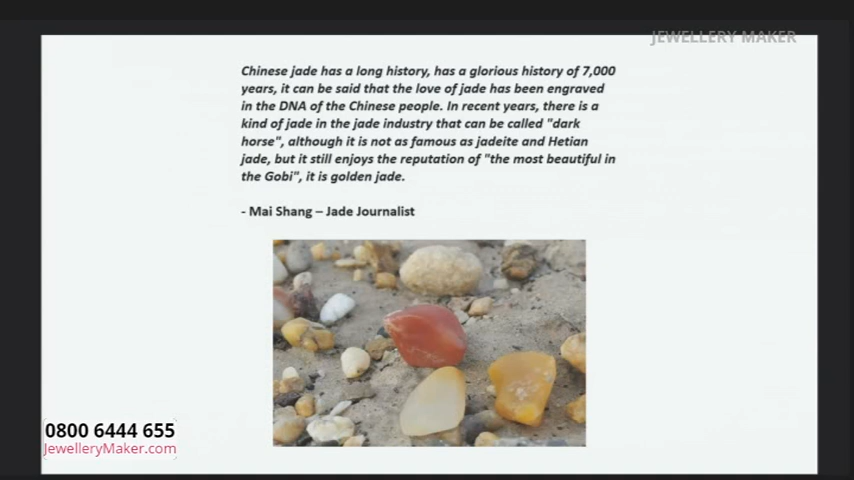 JEWELLERY MAKER
Chinese jade has a long history, has a glorious history of 7,000
years, it can be said that the love of jade has been engraved
in the DNA of the Chinese people. In recent years, there is a
kind of jade in the jade industry that can be called "dark
horse", although it is not as famous as jadeite and Hetian
jade, but it still enjoys the reputation of "the most beautiful in
the Gobi", it is golden jade.
- Mai Shang – Jade Journalist
0800 6444 655
JewelleryMaker.com